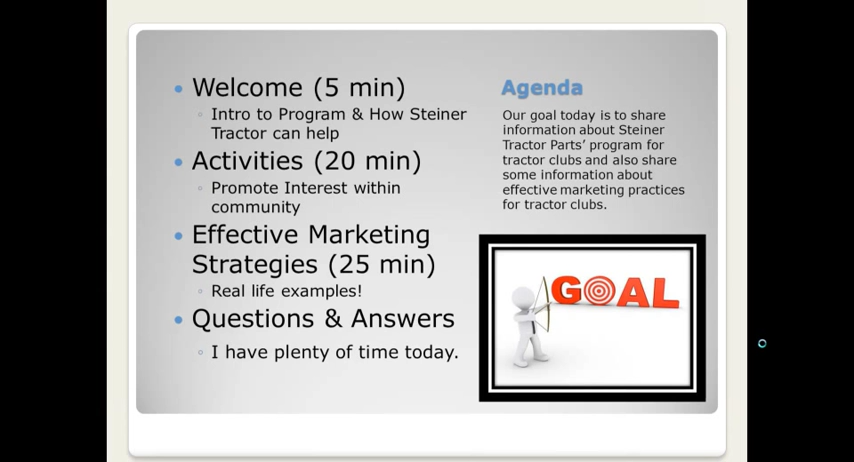 Welcome (5 min)
Intro to Program & How Steiner
Tractor can help
Activities (20 min)
Promote Interest within
community
Effective Marketing
Strategies (25 min)
Real life examples!
Questions & Answers
I have plenty of time today.
Agenda
Our goal today is to share
information about Steiner
Tractor Parts’ program for
tractor clubs and also share
some information about
effective marketing practices
for tractor clubs.
GOAL